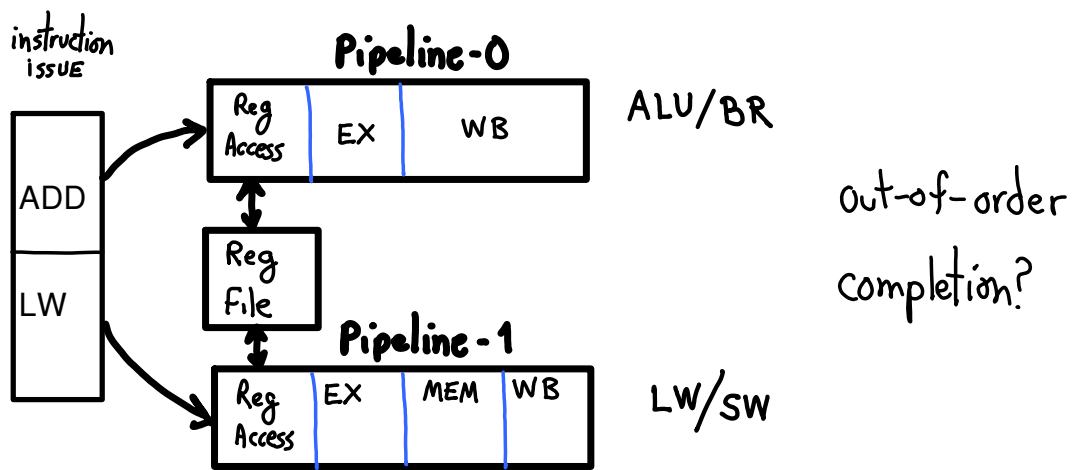 instruction
ISSUE
ADD
LW
Pipeline-0
Reg
Access
EX
WB
ALU/BR
Reg
File
Pipeline-1
Reg
Access
EX
MEM
WB
LW/SW
out-of-order
completion?